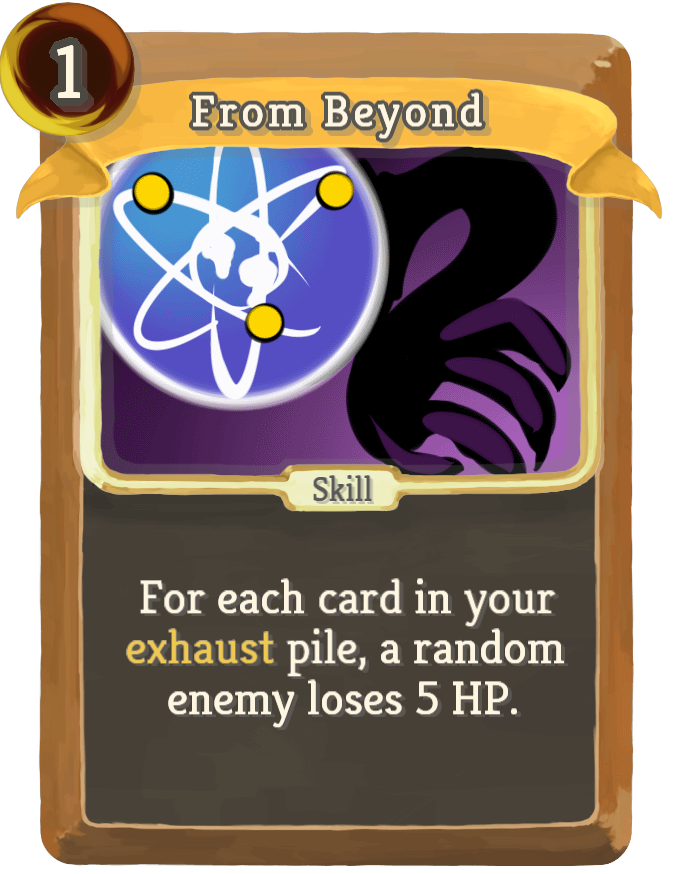 1
From Beyond
Skill
For each card in your
exhaust pile, a random
enemy loses 5 HP.